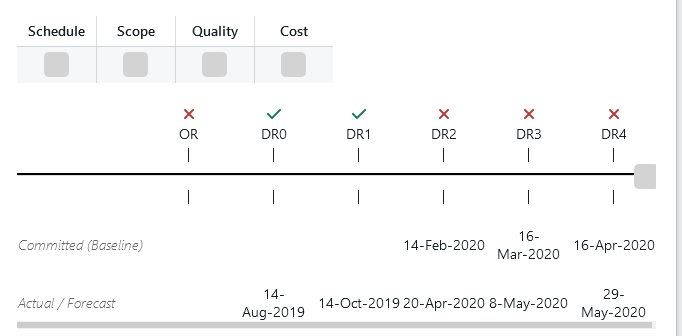 Schedule Scope Quality Cost
OR DR0 DR1 DR2 DR3 DR4
Committed (Baseline) 14-Feb-2020 16-Mar-2020 16-Apr-2020
Actual / Forecast 14-Aug-2019 14-Oct-2019 20-Apr-2020 8-May-2020 29-May-2020